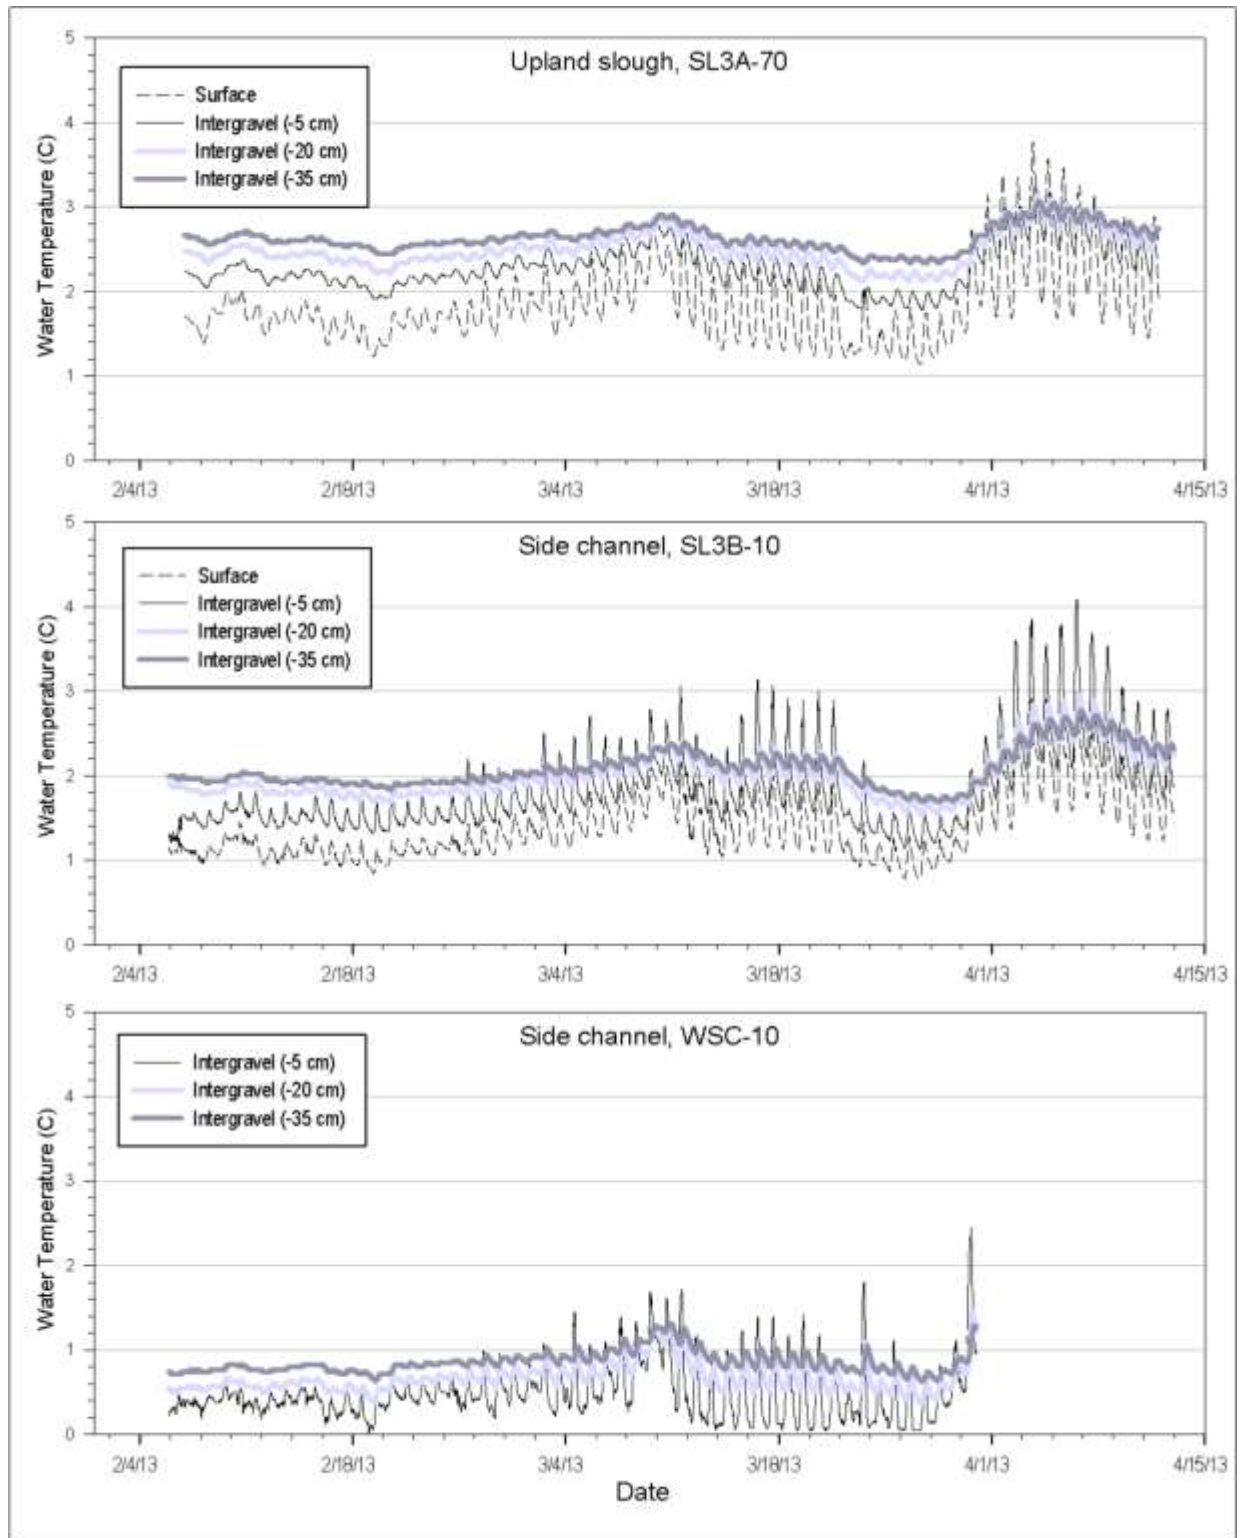 Upland slough, SL3A-70
Surface
Intergravel (-5 cm)
Intergravel (-20 cm)
Intergravel (-35 cm)
Water Temperature (C)
5
4
3
2
1
0
2/4/13 2/18/13 3/4/13 3/18/13 4/1/13 4/15/13
Side channel, SL3B-10
Surface
Intergravel (-5 cm)
Intergravel (-20 cm)
Intergravel (-35 cm)
Water Temperature (C)
5
4
3
2
1
0
2/4/13 2/18/13 3/4/13 3/18/13 4/1/13 4/15/13
Side channel, WSC-10
Intergravel (-5 cm)
Intergravel (-20 cm)
Intergravel (-35 cm)
Water Temperature (C)
5
4
3
2
1
0
2/4/13 2/18/13 3/4/13 3/18/13 4/1/13 4/15/13
Date